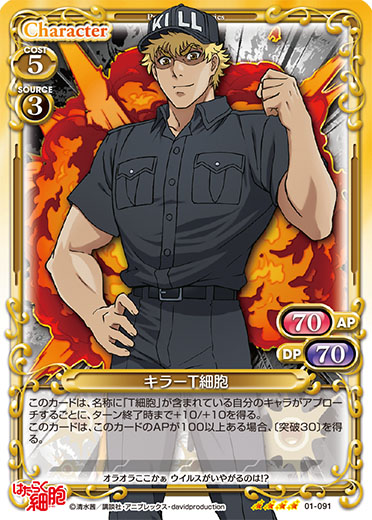 KILL
Character
COST
5
SOURCE
3
70 AP
DP 70
キラーT細胞
このカードは、名称に「T細胞」が含まれている自分のキャラがアプロー
チするごとに、ターン終了時まで+10/+10を得る。
このカードは、このカードのAPが100以上ある場合、〔突破30〕を得
る。
オラオラここかぁ ウイルスがいやがるのは!?
はたらく細胞
©清水茜/講談社・アニプレックス・davidproduction
01-091